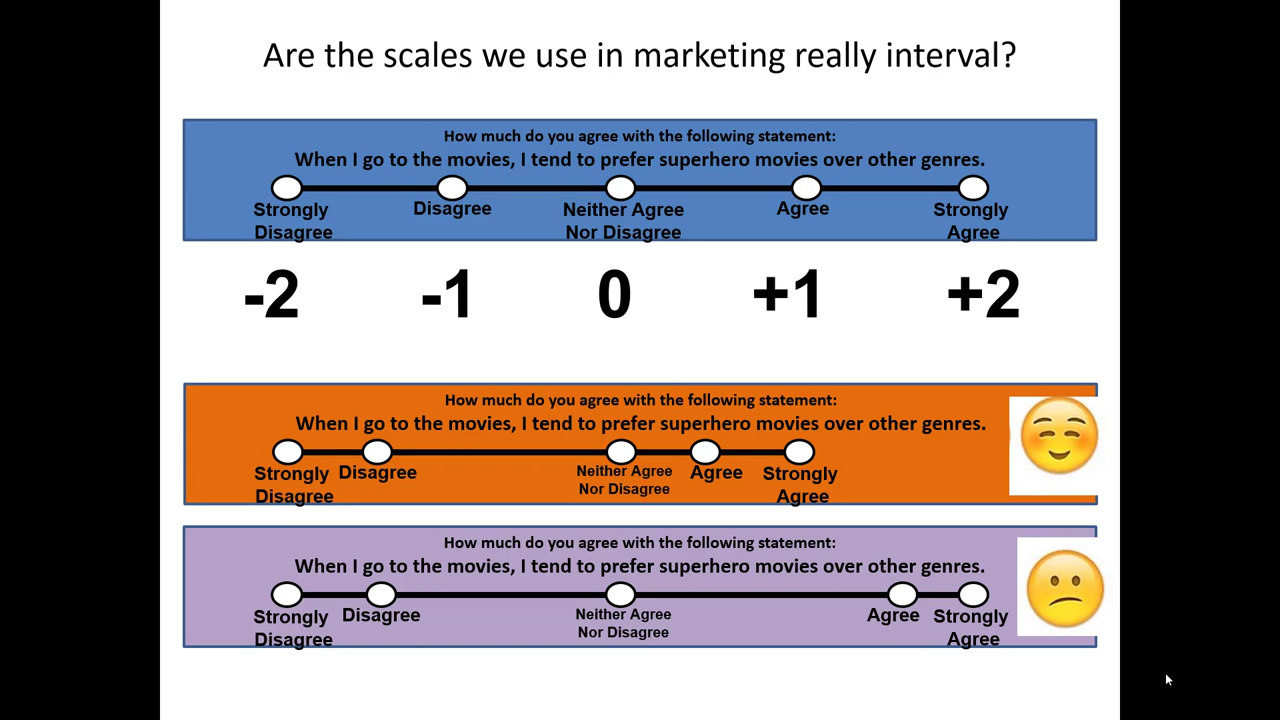 Are the scales we use in marketing really interval?
How much do you agree with the following statement:
When I go to the movies, I tend to prefer superhero movies over other genres.
Strongly Disagree
Disagree
Neither Agree Nor Disagree
Agree
Strongly Agree
-2 -1 0 +1 +2
How much do you agree with the following statement:
When I go to the movies, I tend to prefer superhero movies over other genres.
Strongly Disagree
Disagree
Neither Agree Nor Disagree
Agree
Strongly Agree
How much do you agree with the following statement:
When I go to the movies, I tend to prefer superhero movies over other genres.
Strongly Disagree
Disagree
Neither Agree Nor Disagree
Agree
Strongly Agree